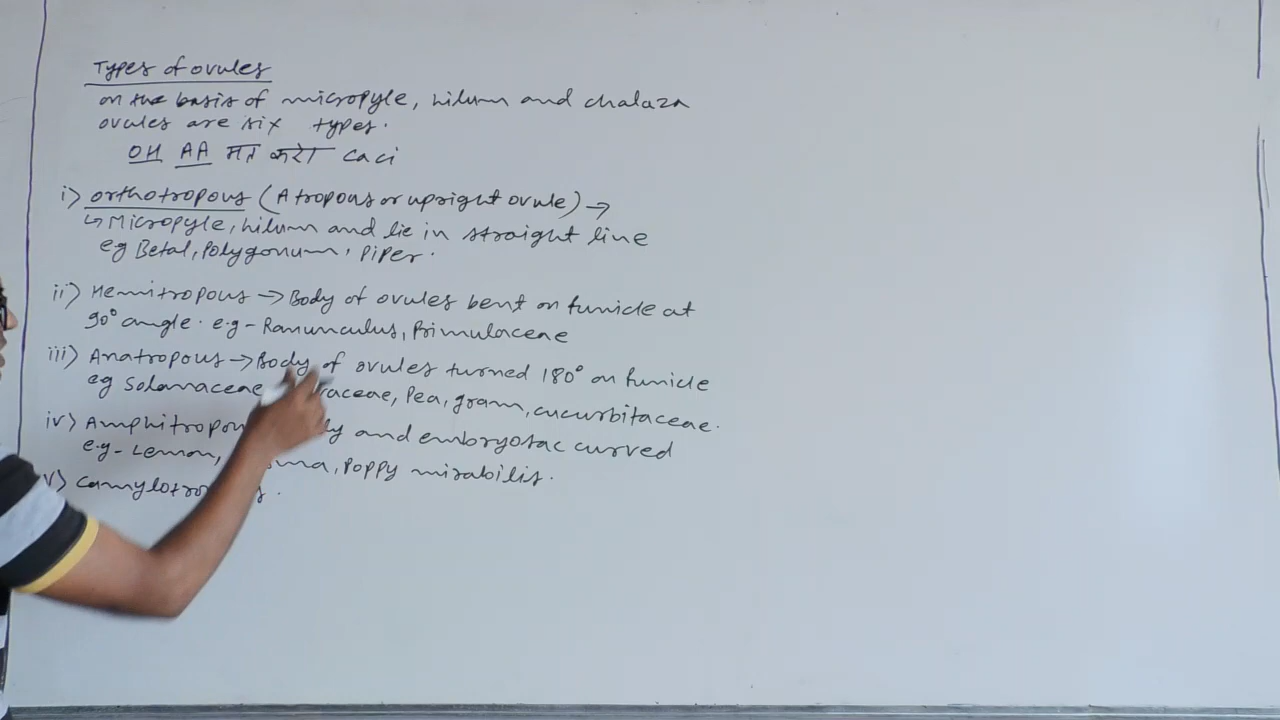 Types of ovules
on the basis of micropyle, hilum and chalaza
ovules are six types.
OH AA मत करो caci
i) orthotropous (Atropous or upright ovule) →
↳ Micropyle, hilum and lie in straight line
eg Betal, Polygonum, Piper.
ii) Hemitropous → Body of ovules bent on funicle at
90° angle. e.g - Ranunculus, Primulaceae
iii) Anatropous → Body of ovules turned 180° on funicle
eg Solanaceae, Pea, gram, cucurbitaceae.
iv) and embryosac curved
e.g - Lemon, Poppy mirabilis.
v)